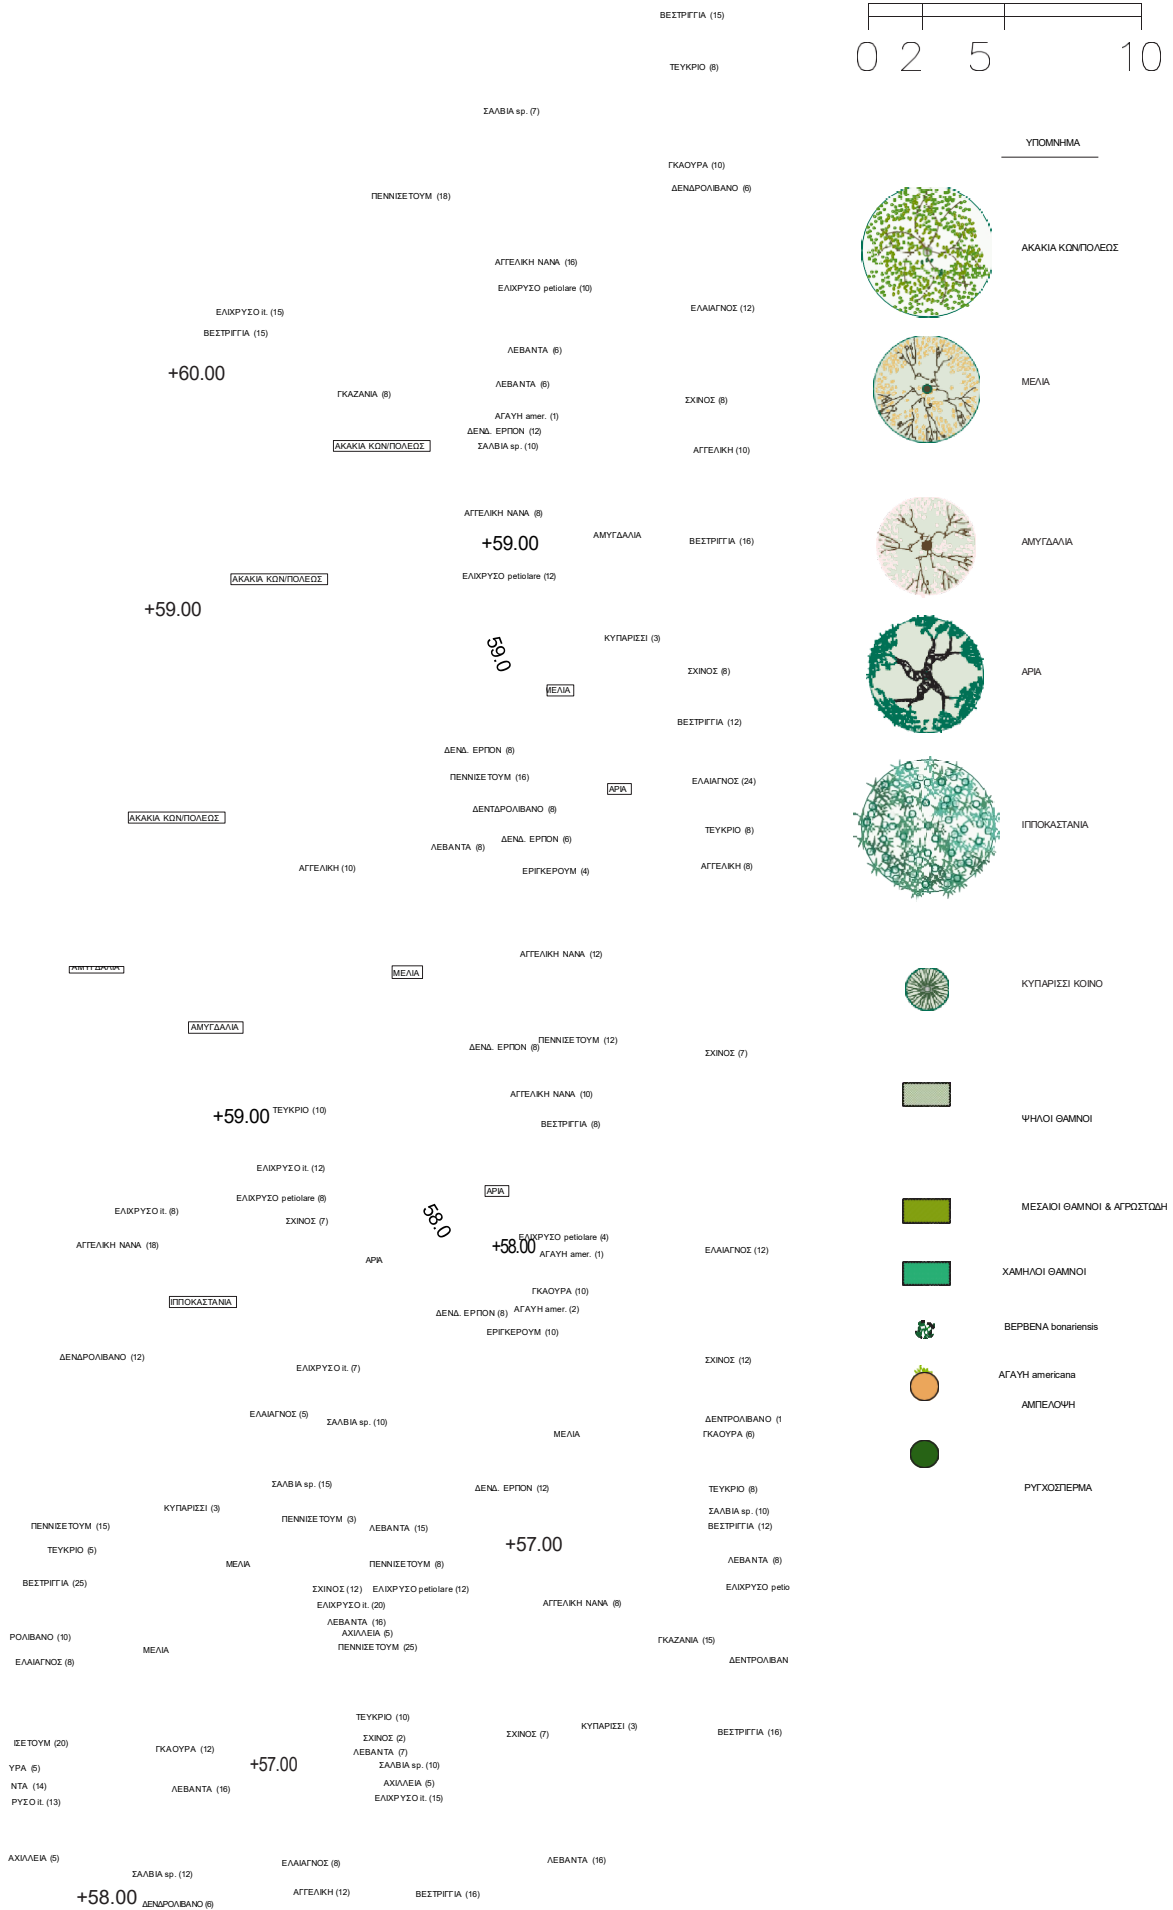 ΒΕΣΤΡΙΓΓΙΑ (15)
0 2 5 10
ΤΕΥΚΡΙΟ (8)
ΣΑΛΒΙΑ sp. (7)
ΥΠΟΜΝΗΜΑ
ΓΚΑΟΥΡΑ (10)
ΔΕΝΔΡΟΛΙΒΑΝΟ (6)
ΠΕΝΝΙΣΕΤΟΥΜ (18)
ΑΚΑΚΙΑ ΚΩΝ/ΠΟΛΕΩΣ
ΑΓΓΕΛΙΚΗ ΝΑΝΑ (16)
ΕΛΙΧΡΥΣΟ petiolare (10)
ΕΛΑΙΑΓΝΟΣ (12)
ΕΛΙΧΡΥΣΟ it. (15)
ΒΕΣΤΡΙΓΓΙΑ (15)
ΛΕΒΑΝΤΑ (6)
+60.00
ΜΕΛΙΑ
ΛΕΒΑΝΤΑ (6)
ΓΚΑΖΑΝΙΑ (8)
ΣΧΙΝΟΣ (8)
ΑΓΑΥΗ amer. (1)
ΔΕΝΔ. ΕΡΠΟΝ (12)
ΑΚΑΚΙΑ ΚΩΝ/ΠΟΛΕΩΣ
ΣΑΛΒΙΑ sp. (10)
ΑΓΓΕΛΙΚΗ (10)
ΑΓΓΕΛΙΚΗ ΝΑΝΑ (8)
ΑΜΥΓΔΑΛΙΑ
+59.00
ΒΕΣΤΡΙΓΓΙΑ (16)
ΑΜΥΓΔΑΛΙΑ
ΑΚΑΚΙΑ ΚΩΝ/ΠΟΛΕΩΣ
ΕΛΙΧΡΥΣΟ petiolare (12)
+59.00
ΚΥΠΑΡΙΣΣΙ (3)
59.0
ΣΧΙΝΟΣ (8)
ΑΡΙΑ
ΜΕΛΙΑ
ΒΕΣΤΡΙΓΓΙΑ (12)
ΔΕΝΔ. ΕΡΠΟΝ (8)
ΠΕΝΝΙΣΕΤΟΥΜ (16)
ΕΛΑΙΑΓΝΟΣ (24)
ΑΡΙΑ
ΔΕΝΤΔΡΟΛΙΒΑΝΟ (8)
ΑΚΑΚΙΑ ΚΩΝ/ΠΟΛΕΩΣ
ΙΠΠΟΚΑΣΤΑΝΙΑ
ΤΕΥΚΡΙΟ (8)
ΔΕΝΔ. ΕΡΠΟΝ (6)
ΛΕΒΑΝΤΑ (8)
ΑΓΓΕΛΙΚΗ (10)
ΕΡΙΓΚΕΡΟΥΜ (4)
ΑΓΓΕΛΙΚΗ (8)
ΑΓΓΕΛΙΚΗ ΝΑΝΑ (12)
ΑΜΥΓΔΑΛΙΑ
ΜΕΛΙΑ
ΚΥΠΑΡΙΣΣΙ ΚΟΙΝΟ
ΑΜΥΓΔΑΛΙΑ
ΠΕΝΝΙΣΕΤΟΥΜ (12)
ΔΕΝΔ. ΕΡΠΟΝ (8)
ΣΧΙΝΟΣ (7)
ΑΓΓΕΛΙΚΗ ΝΑΝΑ (10)
+59.00
ΤΕΥΚΡΙΟ (10)
ΒΕΣΤΡΙΓΓΙΑ (8)
ΨΗΛΟΙ ΘΑΜΝΟΙ
ΕΛΙΧΡΥΣΟ it. (12)
ΑΡΙΑ
ΕΛΙΧΡΥΣΟ petiolare (8)
ΕΛΙΧΡΥΣΟ it. (8)
ΣΧΙΝΟΣ (7)
58.0
ΜΕΣΑΙΟΙ ΘΑΜΝΟΙ & ΑΓΡΩΣΤΩΔΗ
ΕΛΙΧΡΥΣΟ petiolare (4)
ΑΓΓΕΛΙΚΗ ΝΑΝΑ (18)
+58.00
ΑΓΑΥΗ amer. (1)
ΕΛΑΙΑΓΝΟΣ (12)
ΑΡΙΑ
ΧΑΜΗΛΟΙ ΘΑΜΝΟΙ
ΓΚΑΟΥΡΑ (10)
ΙΠΠΟΚΑΣΤΑΝΙΑ
ΔΕΝΔ. ΕΡΠΟΝ (8)
ΑΓΑΥΗ amer. (2)
ΕΡΙΓΚΕΡΟΥΜ (10)
ΒΕΡΒΕΝΑ bonariensis
ΔΕΝΔΡΟΛΙΒΑΝΟ (12)
ΕΛΙΧΡΥΣΟ it. (7)
ΣΧΙΝΟΣ (12)
ΑΓΑΥΗ americana
ΑΜΠΕΛΟΨΗ
ΕΛΑΙΑΓΝΟΣ (5)
ΣΑΛΒΙΑ sp. (10)
ΔΕΝΤΡΟΛΙΒΑΝΟ (1
ΜΕΛΙΑ
ΓΚΑΟΥΡΑ (6)
ΣΑΛΒΙΑ sp. (15)
ΔΕΝΔ. ΕΡΠΟΝ (12)
ΤΕΥΚΡΙΟ (8)
ΡΥΓΧΟΣΠΕΡΜΑ
ΚΥΠΑΡΙΣΣΙ (3)
ΣΑΛΒΙΑ sp. (10)
ΠΕΝΝΙΣΕΤΟΥΜ (3)
ΠΕΝΝΙΣΕΤΟΥΜ (15)
ΛΕΒΑΝΤΑ (15)
ΒΕΣΤΡΙΓΓΙΑ (12)
+57.00
ΤΕΥΚΡΙΟ (5)
ΜΕΛΙΑ
ΠΕΝΝΙΣΕΤΟΥΜ (8)
ΛΕΒΑΝΤΑ (8)
ΒΕΣΤΡΙΓΓΙΑ (25)
ΣΧΙΝΟΣ (12)
ΕΛΙΧΡΥΣΟ petiolare (12)
ΕΛΙΧΡΥΣΟ petio
ΕΛΙΧΡΥΣΟ it. (20)
ΑΓΓΕΛΙΚΗ ΝΑΝΑ (8)
ΛΕΒΑΝΤΑ (16)
ΑΧΙΛΛΕΙΑ (5)
ΡΟΛΙΒΑΝΟ (10)
ΜΕΛΙΑ
ΠΕΝΝΙΣΕΤΟΥΜ (25)
ΓΚΑΖΑΝΙΑ (15)
ΕΛΑΙΑΓΝΟΣ (8)
ΔΕΝΤΡΟΛΙΒΑΝ
ΤΕΥΚΡΙΟ (10)
ΚΥΠΑΡΙΣΣΙ (3)
ΣΧΙΝΟΣ (2)
ΣΧΙΝΟΣ (7)
ΒΕΣΤΡΙΓΓΙΑ (16)
ΙΣΕΤΟΥΜ (20)
ΓΚΑΟΥΡΑ (12)
ΛΕΒΑΝΤΑ (7)
+57.00
ΣΑΛΒΙΑ sp. (10)
ΥΡΑ (5)
ΑΧΙΛΛΕΙΑ (5)
ΝΤΑ (14)
ΛΕΒΑΝΤΑ (16)
ΕΛΙΧΡΥΣΟ it. (15)
ΡΥΣΟ it. (13)
ΑΧΙΛΛΕΙΑ (5)
ΕΛΑΙΑΓΝΟΣ (8)
ΛΕΒΑΝΤΑ (16)
ΣΑΛΒΙΑ sp. (12)
ΑΓΓΕΛΙΚΗ (12)
ΒΕΣΤΡΙΓΓΙΑ (16)
+58.00
ΔΕΝΔΡΟΛΙΒΑΝΟ (6)